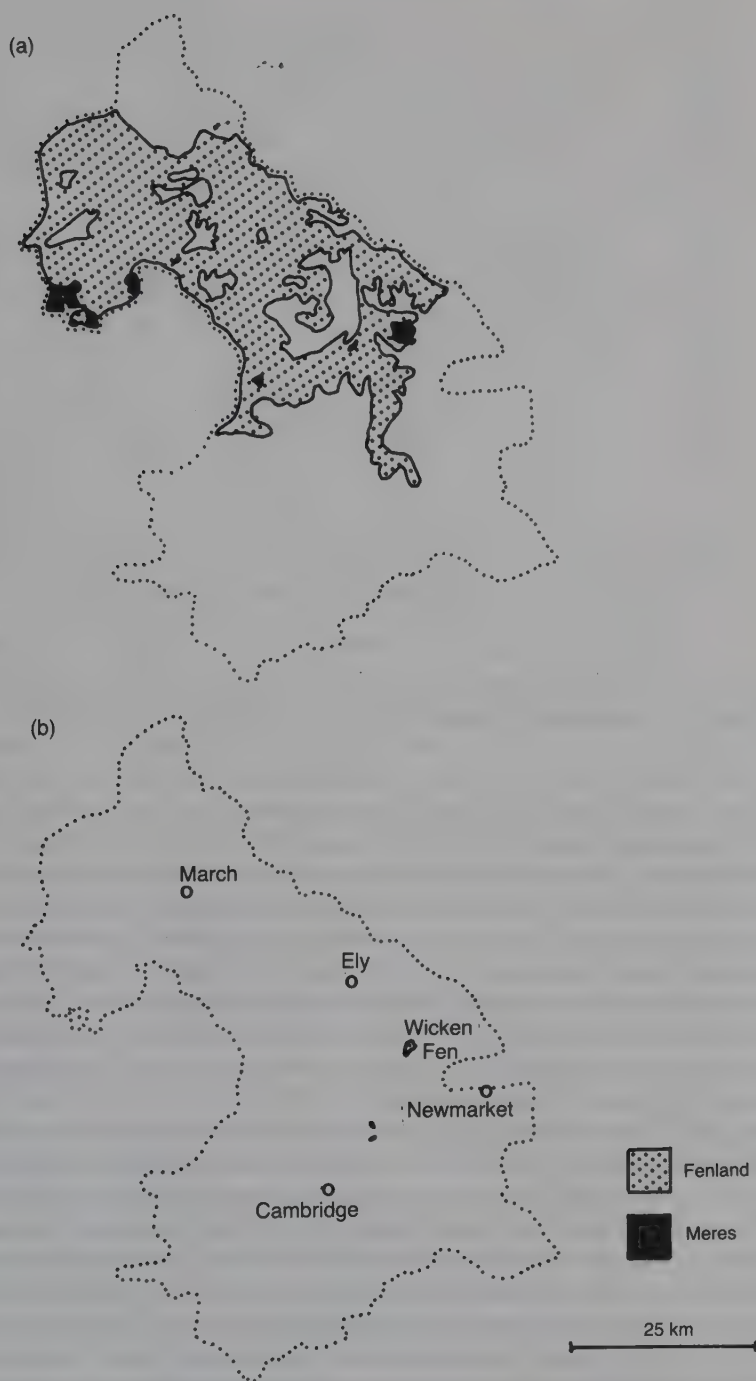 (a)
(b)
March
Ely
Wicken
Fen
Newmarket
Cambridge
Fenland
Meres
25 km